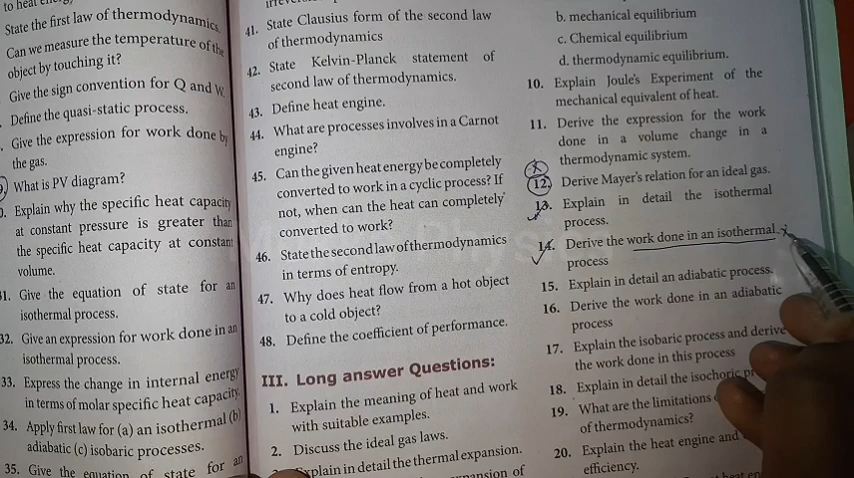 to heat
State the first law of thermodynamics.
Can we measure the temperature of the
object by touching it?
Give the sign convention for Q and W.
Define the quasi-static process.
Give the expression for work done by
the gas.
What is PV diagram?
Explain why the specific heat capacity
at constant pressure is greater than
the specific heat capacity at constant
volume.
31. Give the equation of state for an
isothermal process.
32. Give an expression for work done in an
isothermal process.
33. Express the change in internal energy
in terms of molar specific heat capacity.
34. Apply first law for (a) an isothermal (b)
adiabatic (c) isobaric processes.
35. Give the equation of state for an
41. State Clausius form of the second law
of thermodynamics
42. State Kelvin-Planck statement of
second law of thermodynamics.
43. Define heat engine.
44. What are processes involves in a Carnot
engine?
45. Can the given heat energy be completely
converted to work in a cyclic process? If
not, when can the heat can completely
converted to work?
46. State the second law of thermodynamics
in terms of entropy.
47. Why does heat flow from a hot object
to a cold object?
48. Define the coefficient of performance.
III. Long answer Questions:
1. Explain the meaning of heat and work
with suitable examples.
2. Discuss the ideal gas laws.
Explain in detail the thermal expansion.
of
b. mechanical equilibrium
c. Chemical equilibrium
d. thermodynamic equilibrium.
10. Explain Joule's Experiment of the
mechanical equivalent of heat.
11. Derive the expression for the work
done in a volume change in a
thermodynamic system.
12. Derive Mayer's relation for an ideal gas.
13. Explain in detail the isothermal
process.
14. Derive the work done in an isothermal
process
15. Explain in detail an adiabatic process.
16. Derive the work done in an adiabatic
process
17. Explain the isobaric process and derive
the work done in this process
18. Explain in detail the isochoric
19. What are the limitations
of thermodynamics?
20. Explain the heat engine and
efficiency.